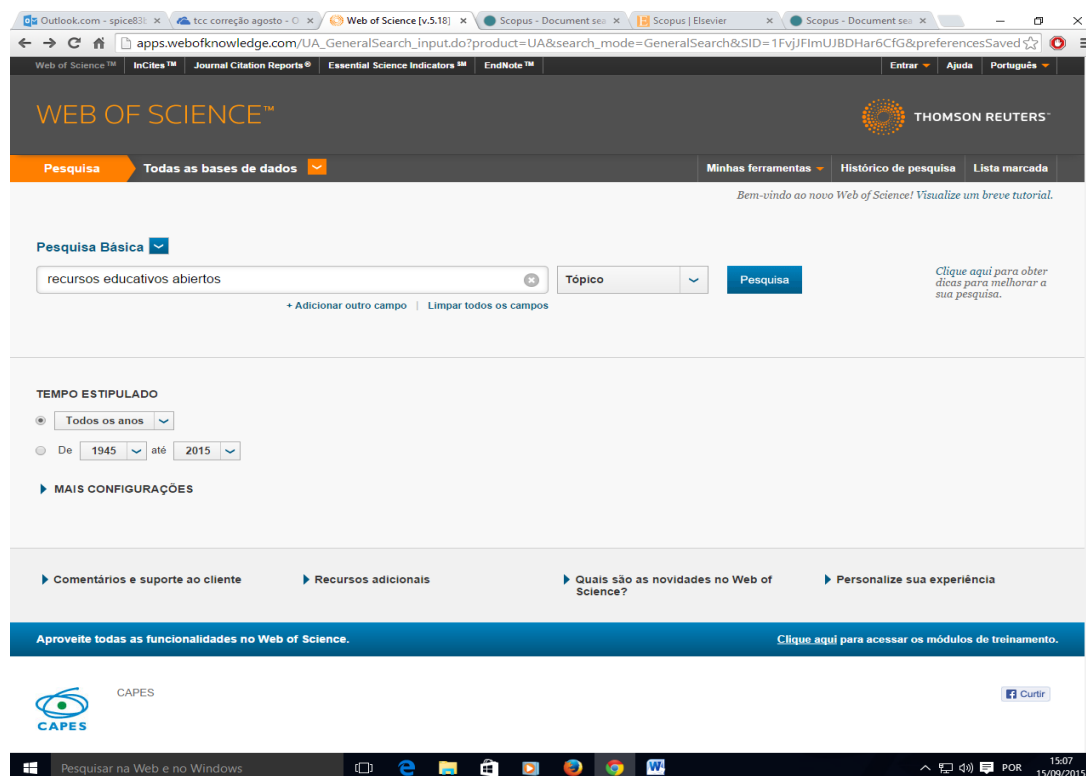 Outlook.com - spice83b
tcc correção agosto - O
Web of Science [v.5.18]
Scopus - Document sea
Scopus | Elsevier
Scopus - Document sea
apps.webofknowledge.com/UA_GeneralSearch_input.do?product=UA&search_mode=GeneralSearch&SID=1FvjJFImUJBDHar6CfG&preferencesSaved
Web of Science™ InCites™ Journal Citation Reports® Essential Science Indicators SM EndNote™ Entrar Ajuda Português
WEB OF SCIENCE™
THOMSON REUTERS™
Pesquisa Todas as bases de dados Minhas ferramentas Histórico de pesquisa Lista marcada
Bem-vindo ao novo Web of Science! Visualize um breve tutorial.
Pesquisa Básica
recursos educativos abiertos Tópico Pesquisa
Clique aqui para obter
dicas para melhorar a
sua pesquisa.
+ Adicionar outro campo | Limpar todos os campos
TEMPO ESTIPULADO
Todos os anos
De 1945 até 2015
MAIS CONFIGURAÇÕES
Comentários e suporte ao cliente
Recursos adicionais
Quais são as novidades no Web of
Science?
Personalize sua experiência
Aproveite todas as funcionalidades no Web of Science. Clique aqui para acessar os módulos de treinamento.
CAPES
CAPES
Curtir
Pesquisar na Web e no Windows
POR
15:07
15/09/2015